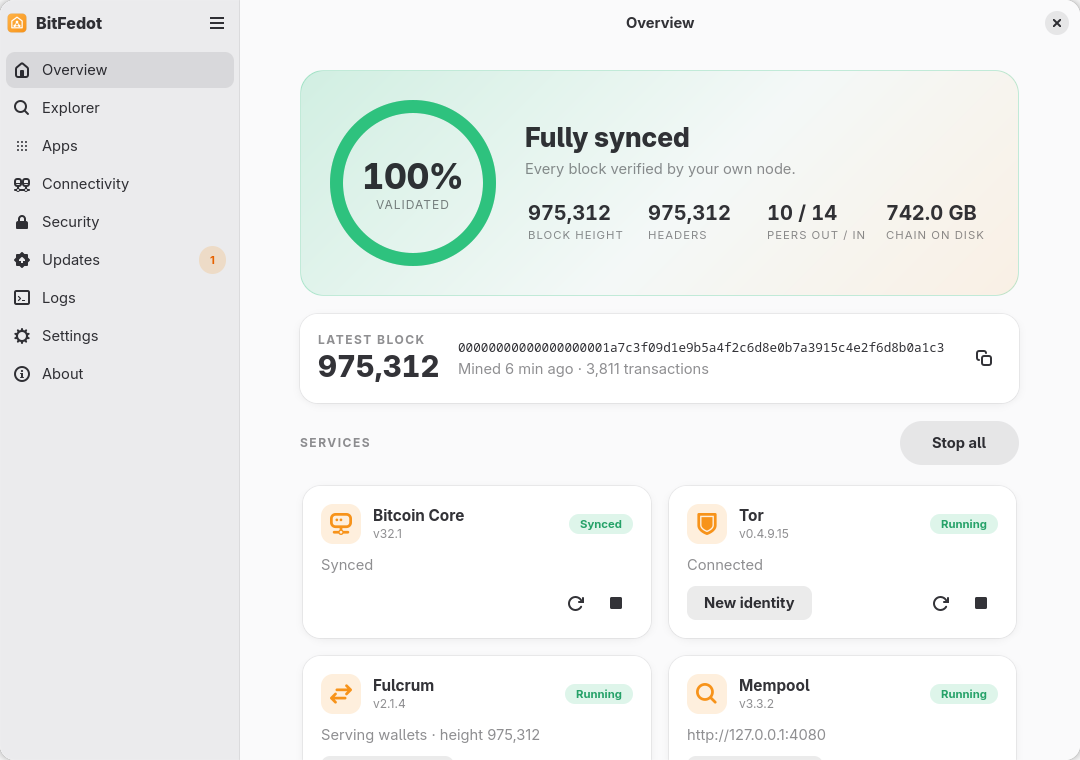 BitFedot
Overview
Explorer
Apps
Connectivity
Security
Updates
1
Logs
Settings
About
Overview
100%
VALIDATED
Fully synced
Every block verified by your own node.
975,312
BLOCK HEIGHT
975,312
HEADERS
10 / 14
PEERS OUT / IN
742.0 GB
CHAIN ON DISK
LATEST BLOCK
975,312
00000000000000000001a7c3f09d1e9b5a4f2c6d8e0b7a3915c4e2f6d8b0a1c3
Mined 6 min ago · 3,811 transactions
SERVICES
Stop all
Bitcoin Core
v32.1
Synced
Synced
Tor
v0.4.9.15
Running
Connected
New identity
Fulcrum
v2.1.4
Running
Serving wallets · height 975,312
Mempool
v3.3.2
Running
http://127.0.0.1:4080